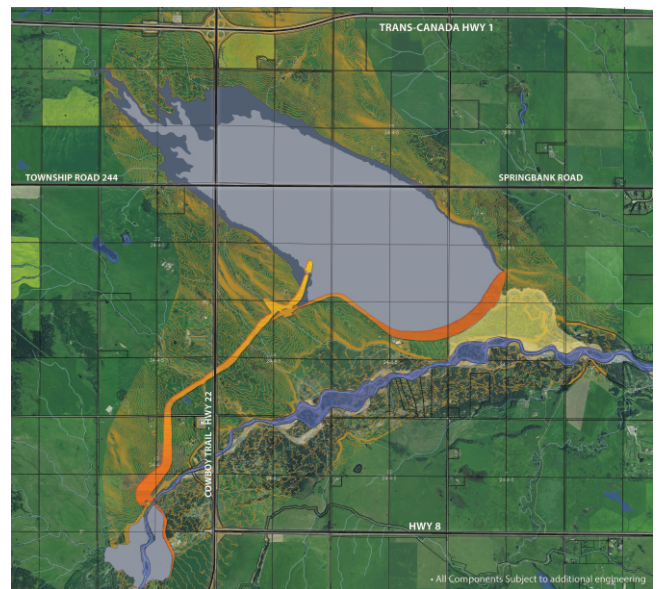 TRANS-CANADA HWY 1
TOWNSHIP ROAD 244
SPRINGBANK ROAD
COWBOY TRAIL - HWY 22
HWY 8
• All Components Subject to additional engineering